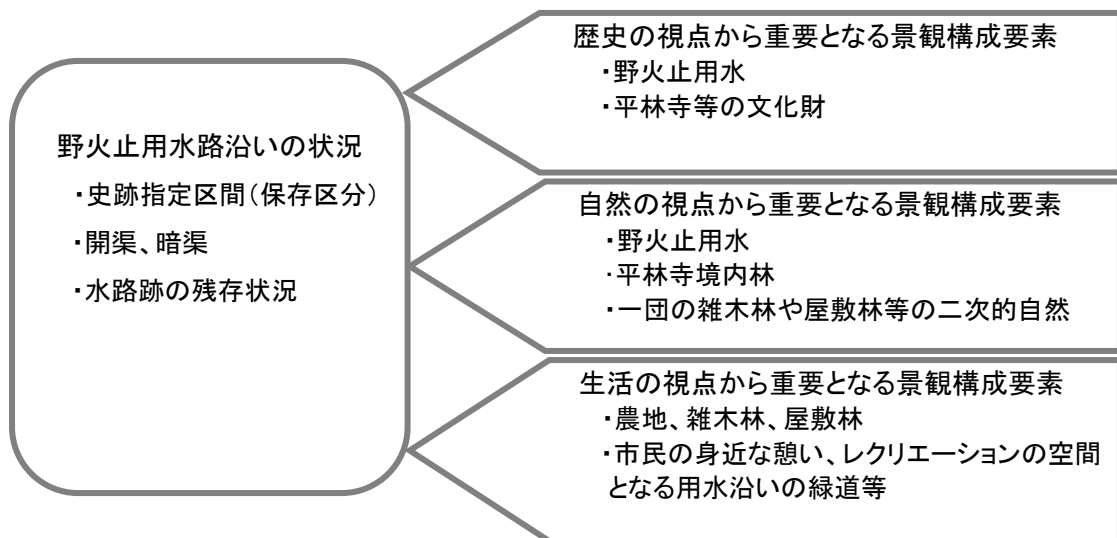 野火止用水路沿いの状況
・史跡指定区間（保存区分）
・開渠、暗渠
・水路跡の残存状況
歴史の視点から重要となる景観構成要素
・野火止用水
・平林寺等の文化財
自然の視点から重要となる景観構成要素
・野火止用水
・平林寺境内林
・一団の雑木林や屋敷林等の二次的自然
生活の視点から重要となる景観構成要素
・農地、雑木林、屋敷林
・市民の身近な憩い、レクリエーションの空間
となる用水沿いの緑道等